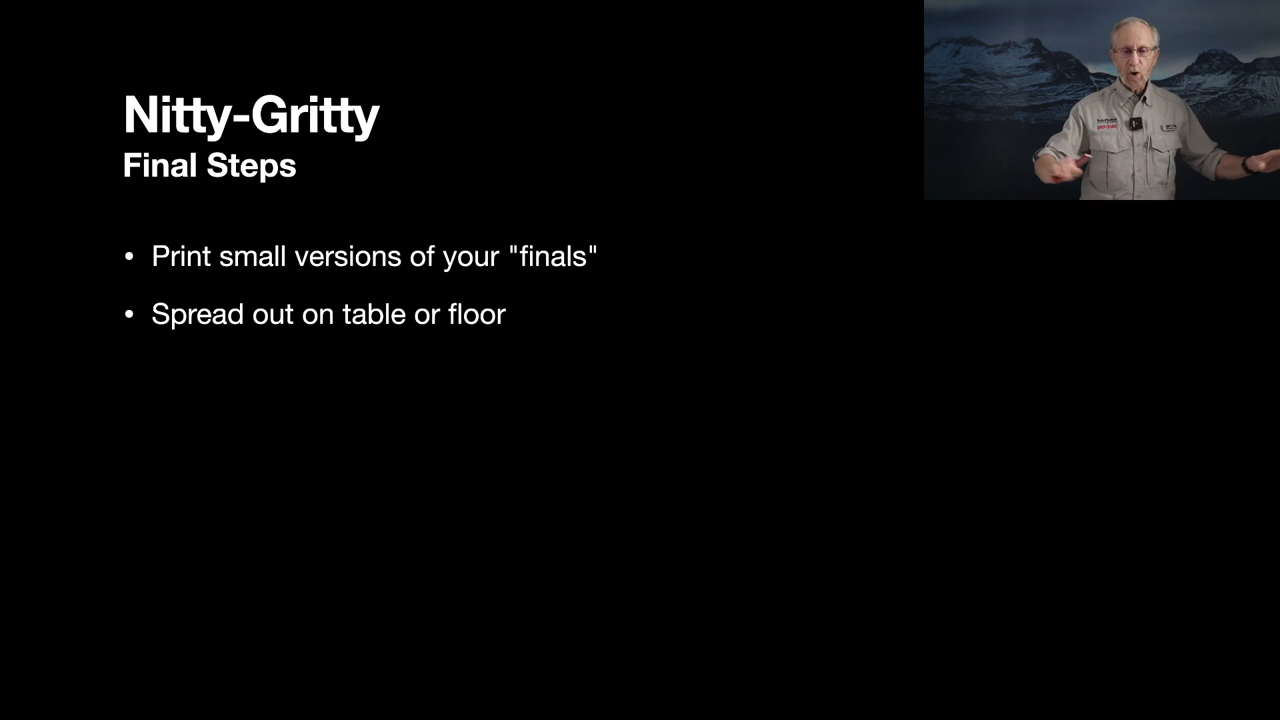 Nitty-Gritty
Final Steps
• Print small versions of your "finals"
• Spread out on table or floor